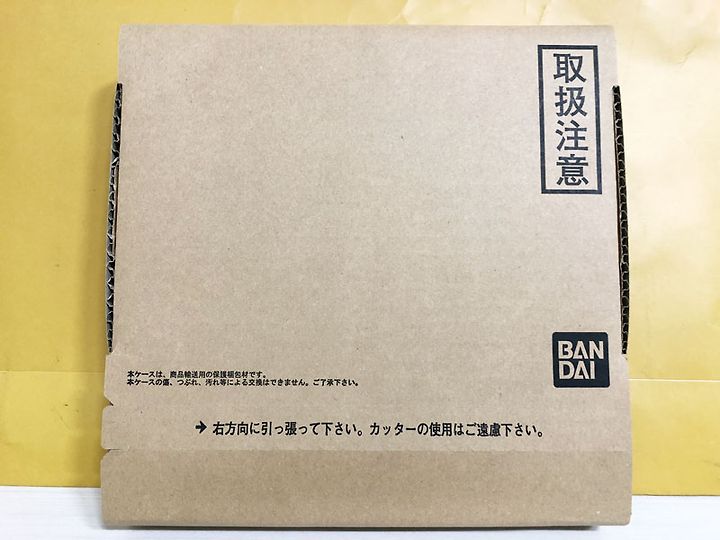 取扱注意
BAN
DAI
本ケースは、商品輸送用の保護梱包材です。
本ケースの傷、つぶれ、汚れ等による交換はできません。ご了承下さい。
➔ 右方向に引っ張って下さい。カッターの使用はご遠慮下さい。